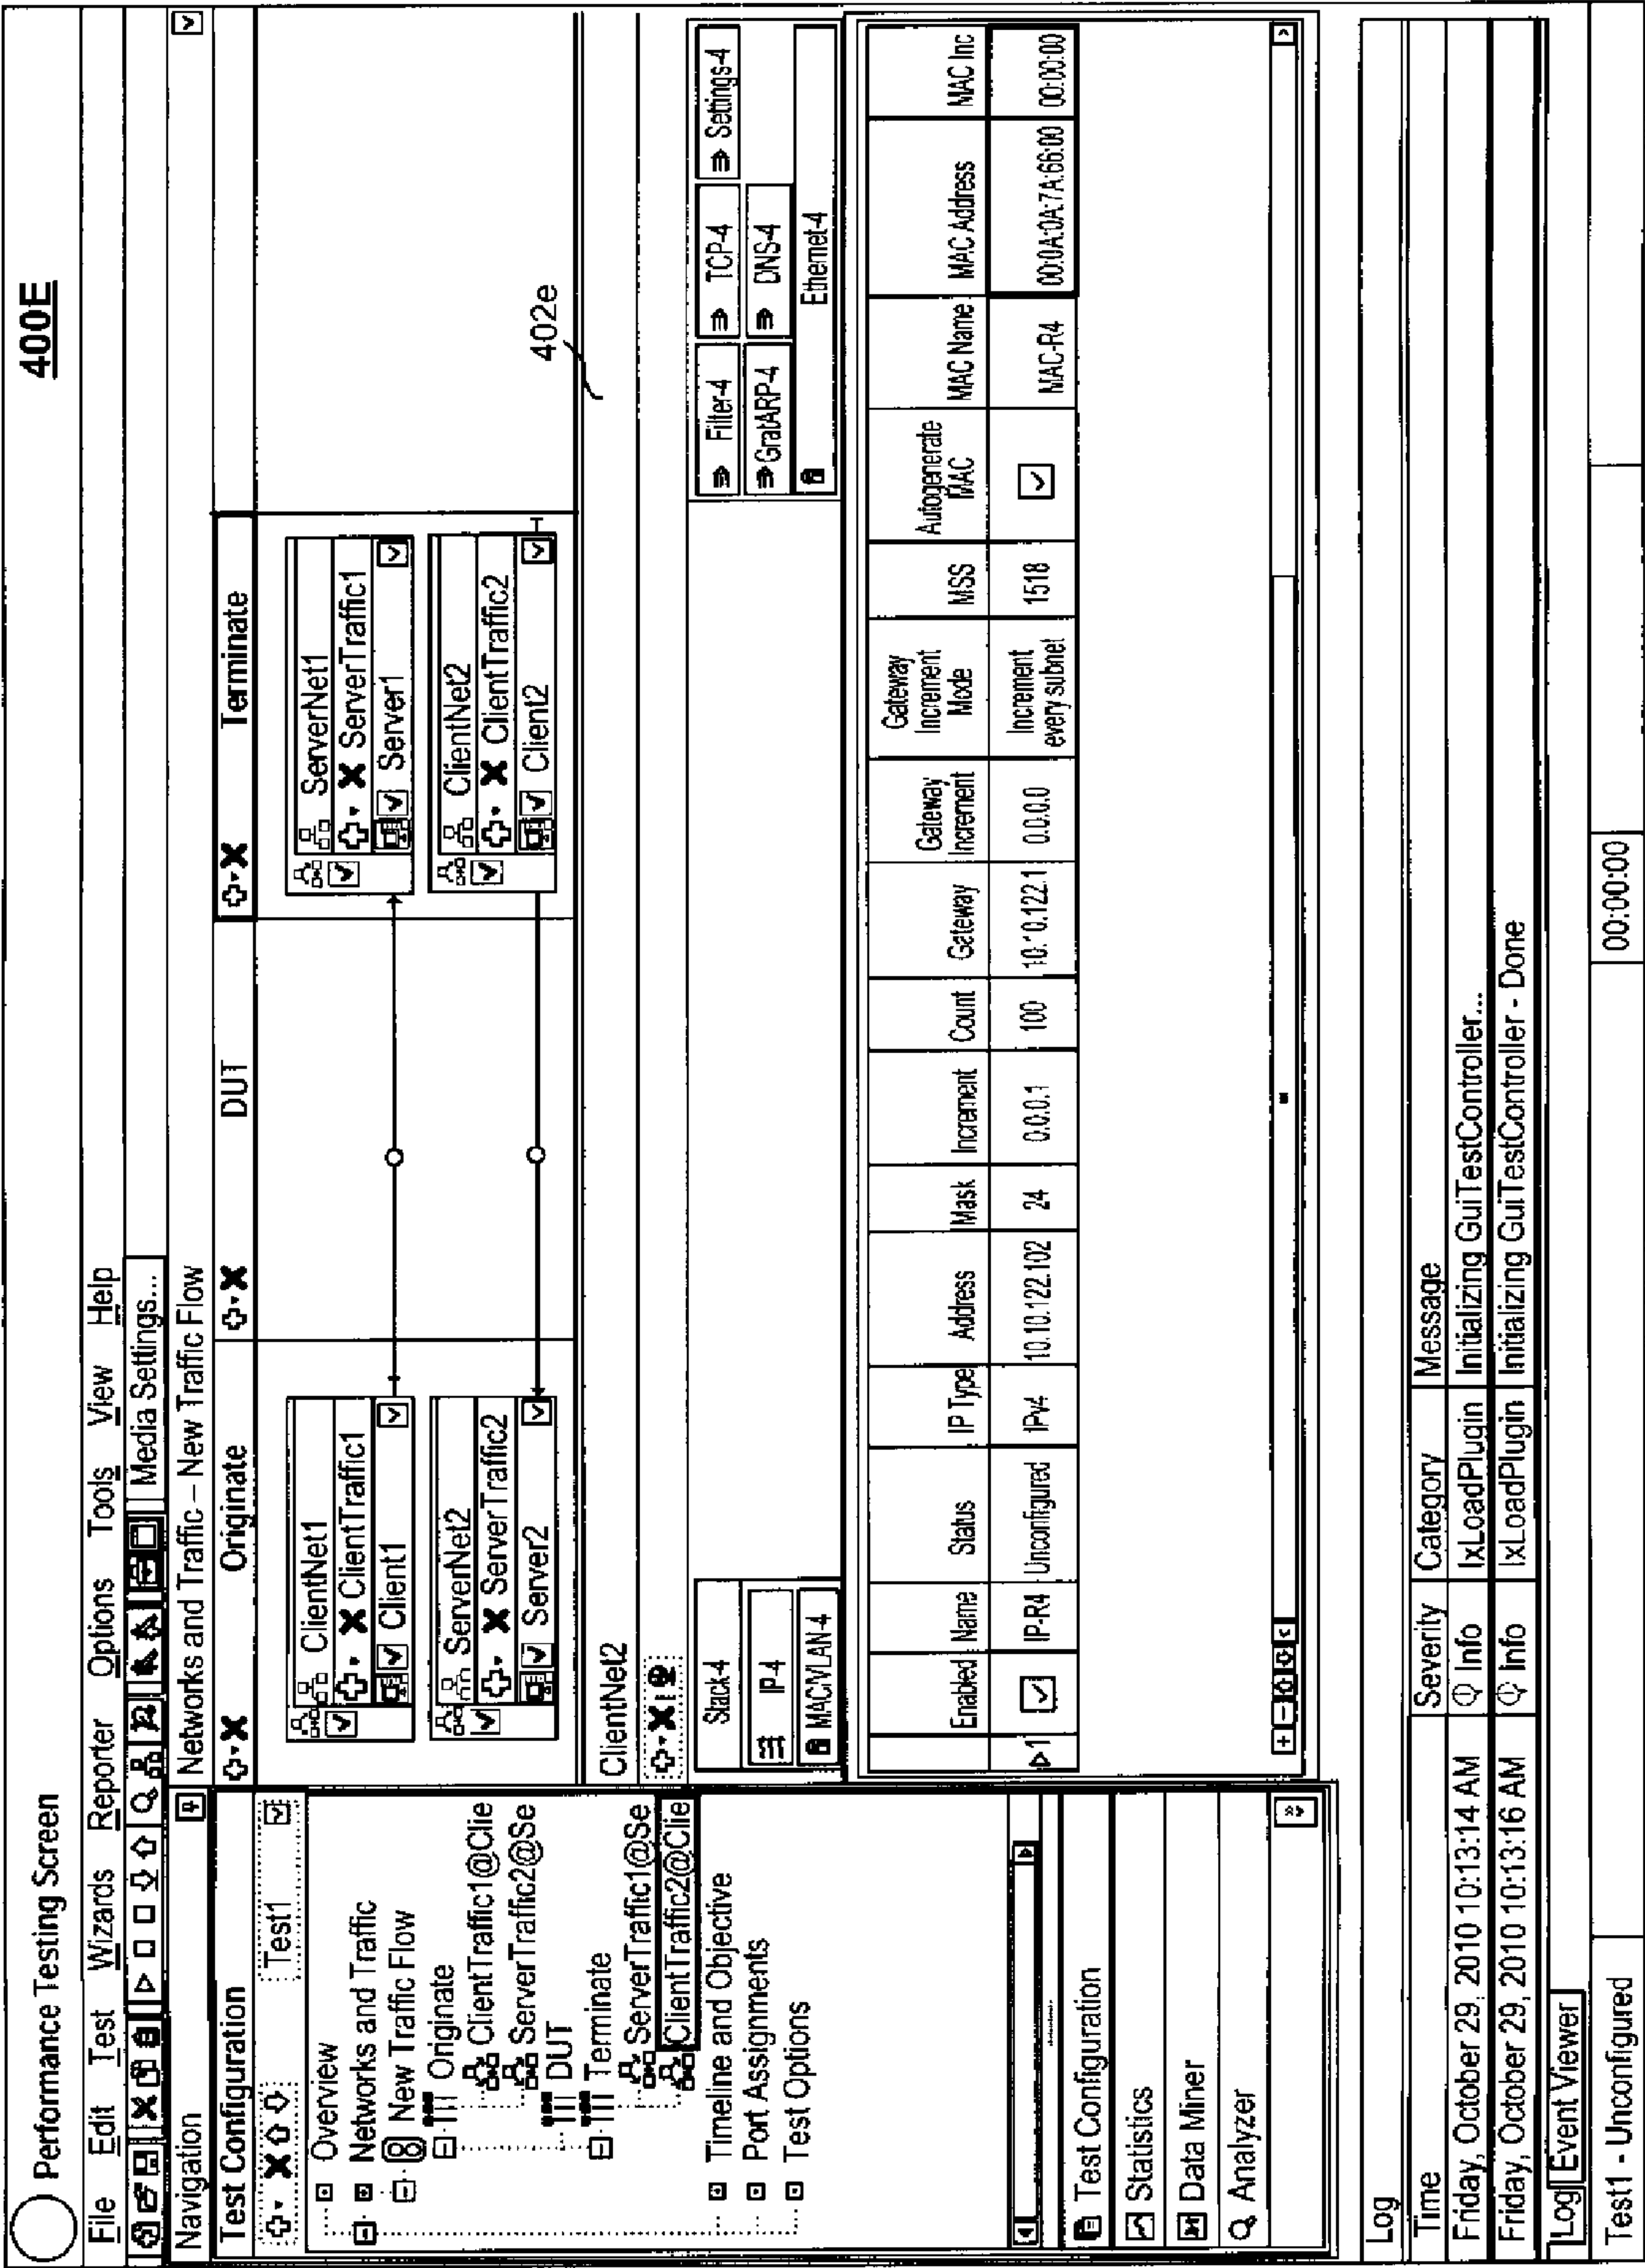 400E
Performance Testing Screen
File Edit Test Wizards Reporter Options Tools View Help
Media Settings...
Navigation
Networks and Traffic – New Traffic Flow
Test Configuration
Test1
Overview
Networks and Traffic
New Traffic Flow
Originate
ClientTraffic1@Clie
ServerTraffic2@Se
DUT
Terminate
ServerTraffic1@Se
ClientTraffic2@Clie
Timeline and Objective
Port Assignments
Test Options
Test Configuration
Statistics
Data Miner
Analyzer
Originate DUT Terminate
ClientNet1
ClientTraffic1
Client1
ServerNet2
ServerTraffic2
Server2
ServerNet1
ServerTraffic1
Server1
ClientNet2
ClientTraffic2
Client2
402e
ClientNet2
Stack-4
IP-4
MAC/VLAN-4
Filter-4 TCP-4 Settings-4
GratARP-4 DNS-4
Ethernet-4
Enabled Name Status IP Type Address Mask Increment Count Gateway Gateway Increment Gateway Increment Mode MSS Autogenerate MAC MAC Name MAC Address MAC Inc
1 IP-R4 Unconfigured IPv4 10.10.122.102 24 0.0.0.1 100 10.10.122.1 0.0.0.0 Increment every subnet 1518 MAC-R4 00:0A:0A:7A:66:00 00:00:00
Log
Time Severity Category Message
Friday, October 29, 2010 10:13:14 AM Info IxLoadPlugin Initializing GuiTestController...
Friday, October 29, 2010 10:13:16 AM Info IxLoadPlugin Initializing GuiTestController - Done
Log Event Viewer
Test1 - Unconfigured 00:00:00